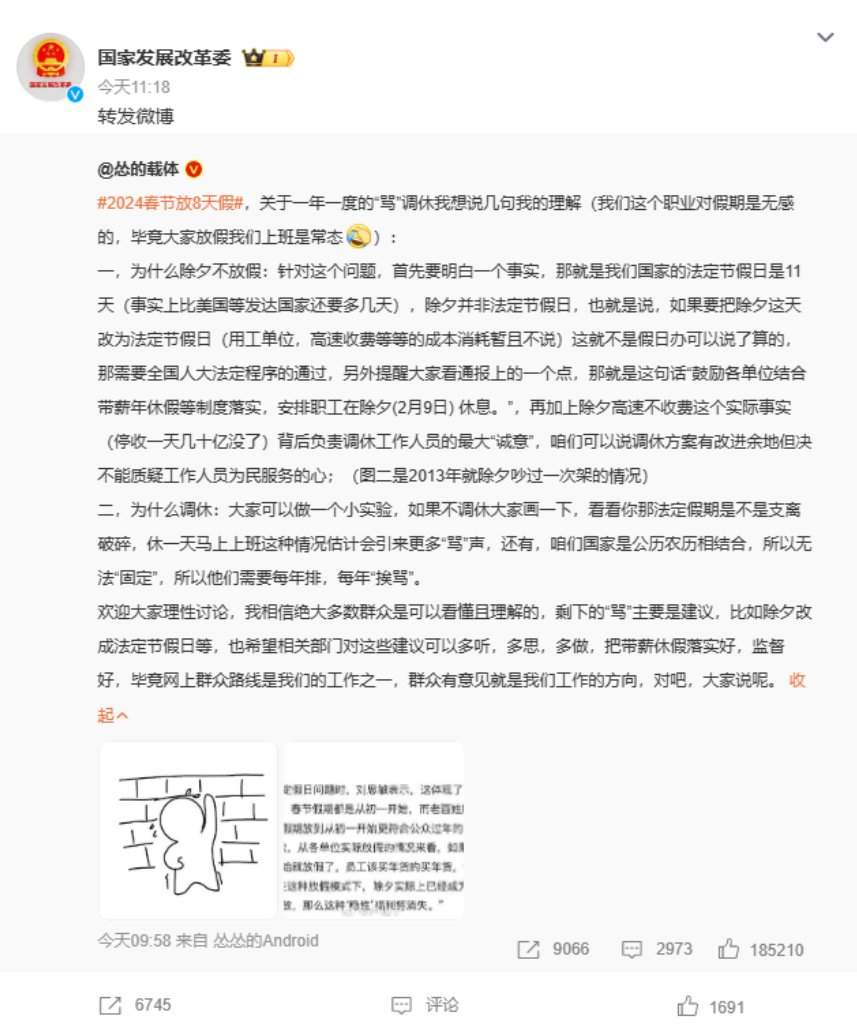 国家发展改革委
今天11:18
转发微博
@怂的载体
#2024春节放8天假#，关于一年一度的“骂”调休我想说几句我的理解（我们这个职业对假期是无感
的，毕竟大家放假我们上班是常态）：
一，为什么除夕不放假：针对这个问题，首先要明白一个事实，那就是我们国家的法定节假日是11
天（事实上比美国等发达国家还要多几天），除夕并非法定节假日，也就是说，如果要把除夕这天
改为法定节假日（用工单位，高速收费等等的成本消耗暂且不说）这就不是假日办可以说了算的，
那需要全国人大法定程序的通过，另外提醒大家看通报上的一个点，那就是这句话“鼓励各单位结合
带薪年休假等制度落实，安排职工在除夕(2月9日) 休息。”，再加上除夕高速不收费这个实际事实
（停收一天几十亿没了）背后负责调休工作人员的最大“诚意”，咱们可以说调休方案有改进余地但决
不能质疑工作人员为民服务的心；（图二是2013年就除夕吵过一次架的情况）
二，为什么调休：大家可以做一个小实验，如果不调休大家画一下，看看你那法定假期是不是支离
破碎，休一天马上上班这种情况估计会引来更多“骂”声，还有，咱们国家是公历农历相结合，所以无
法“固定”，所以他们需要每年排，每年“挨骂”。
欢迎大家理性讨论，我相信绝大多数群众是可以看懂且理解的，剩下的“骂”主要是建议，比如除夕改
成法定节假日等，也希望相关部门对这些建议可以多听，多思，多做，把带薪休假落实好，监督
好，毕竟网上群众路线是我们的工作之一，群众有意见就是我们工作的方向，对吧，大家说呢。 收
起
定假日问题时，刘思敏表示，这体现了
春节假期都是从初一开始，而老百姓
假期放到从初一开始更符合公众过年的
，从各单位实际放假的情况来看，如果
始就放假了，员工该买年货的买年货，
在这种放假模式下，除夕实际上已经成为
放，那么这种‘隐性’福利将消失。”
今天09:58 来自 怂怂的Android
9066 2973 185210
6745 评论 1691